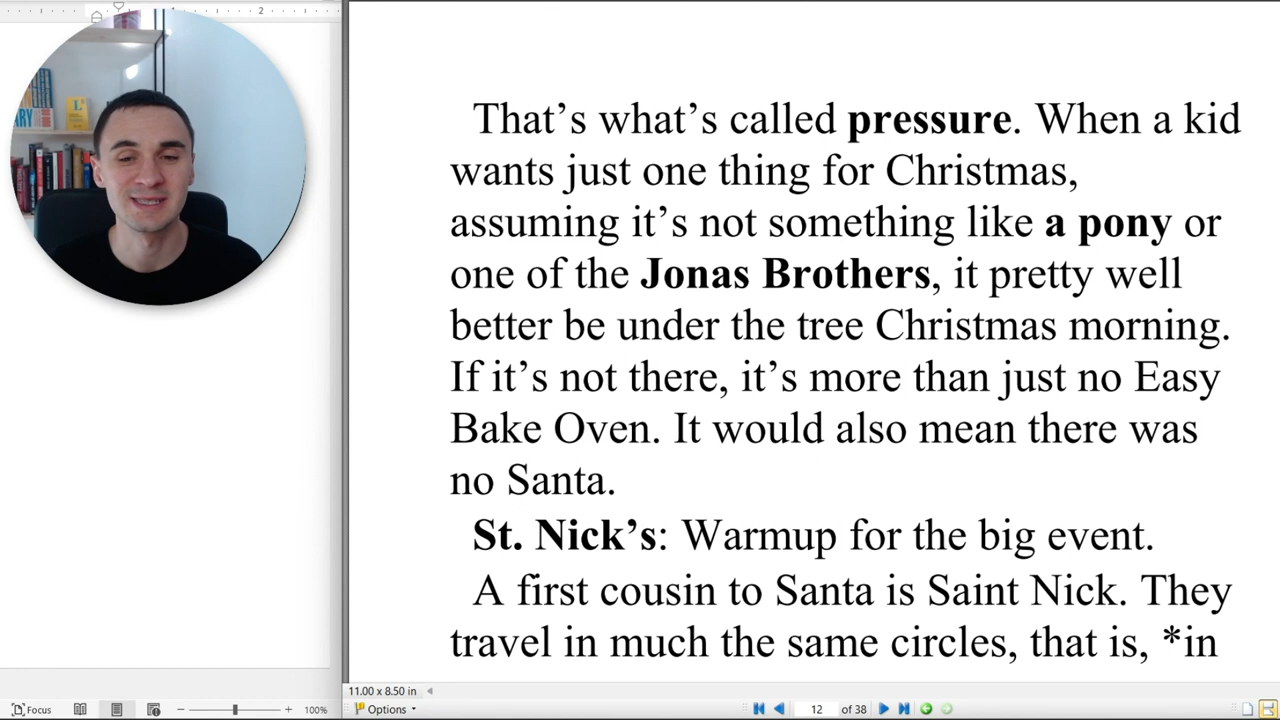 1
2
ARY
L
That’s what’s called pressure. When a kid
wants just one thing for Christmas,
assuming it’s not something like a pony or
one of the Jonas Brothers, it pretty well
better be under the tree Christmas morning.
If it’s not there, it’s more than just no Easy
Bake Oven. It would also mean there was
no Santa.
St. Nick’s: Warmup for the big event.
A first cousin to Santa is Saint Nick. They
travel in much the same circles, that is, *in
11.00 x 8.50 in
Focus 100% Options 12 of 38